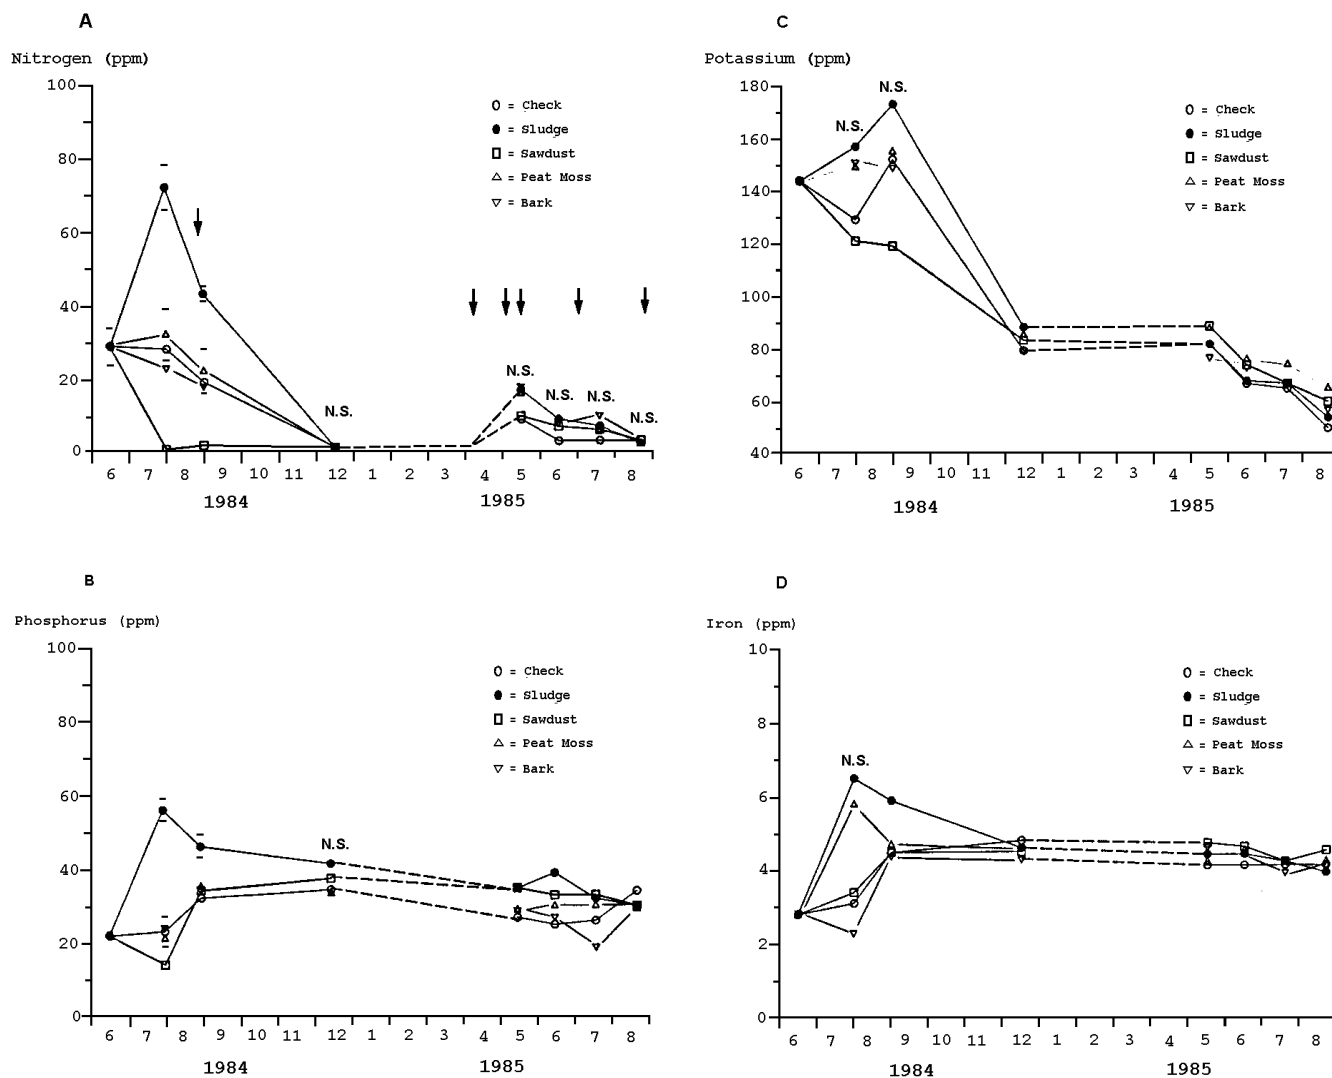 A
Nitrogen (ppm)
100
80
60
40
20
0
= Check
= Sludge
= Sawdust
= Peat Moss
= Bark
N.S.
N.S.
N.S.
N.S.
N.S.
6 7 8 9 10 11 12 1 2 3 4 5 6 7 8
1984 1985
C
Potassium (ppm)
180
160
140
120
100
80
60
40
N.S.
N.S.
= Check
= Sludge
= Sawdust
= Peat Moss
= Bark
6 7 8 9 10 11 12 1 2 3 4 5 6 7 8
1984 1985
B
Phosphorus (ppm)
100
80
60
40
20
0
= Check
= Sludge
= Sawdust
= Peat Moss
= Bark
N.S.
6 7 8 9 10 11 12 1 2 3 4 5 6 7 8
1984 1985
D
Iron (ppm)
10
8
6
4
2
0
N.S.
= Check
= Sludge
= Sawdust
= Peat Moss
= Bark
6 7 8 9 10 11 12 1 2 3 4 5 6 7 8
1984 1985